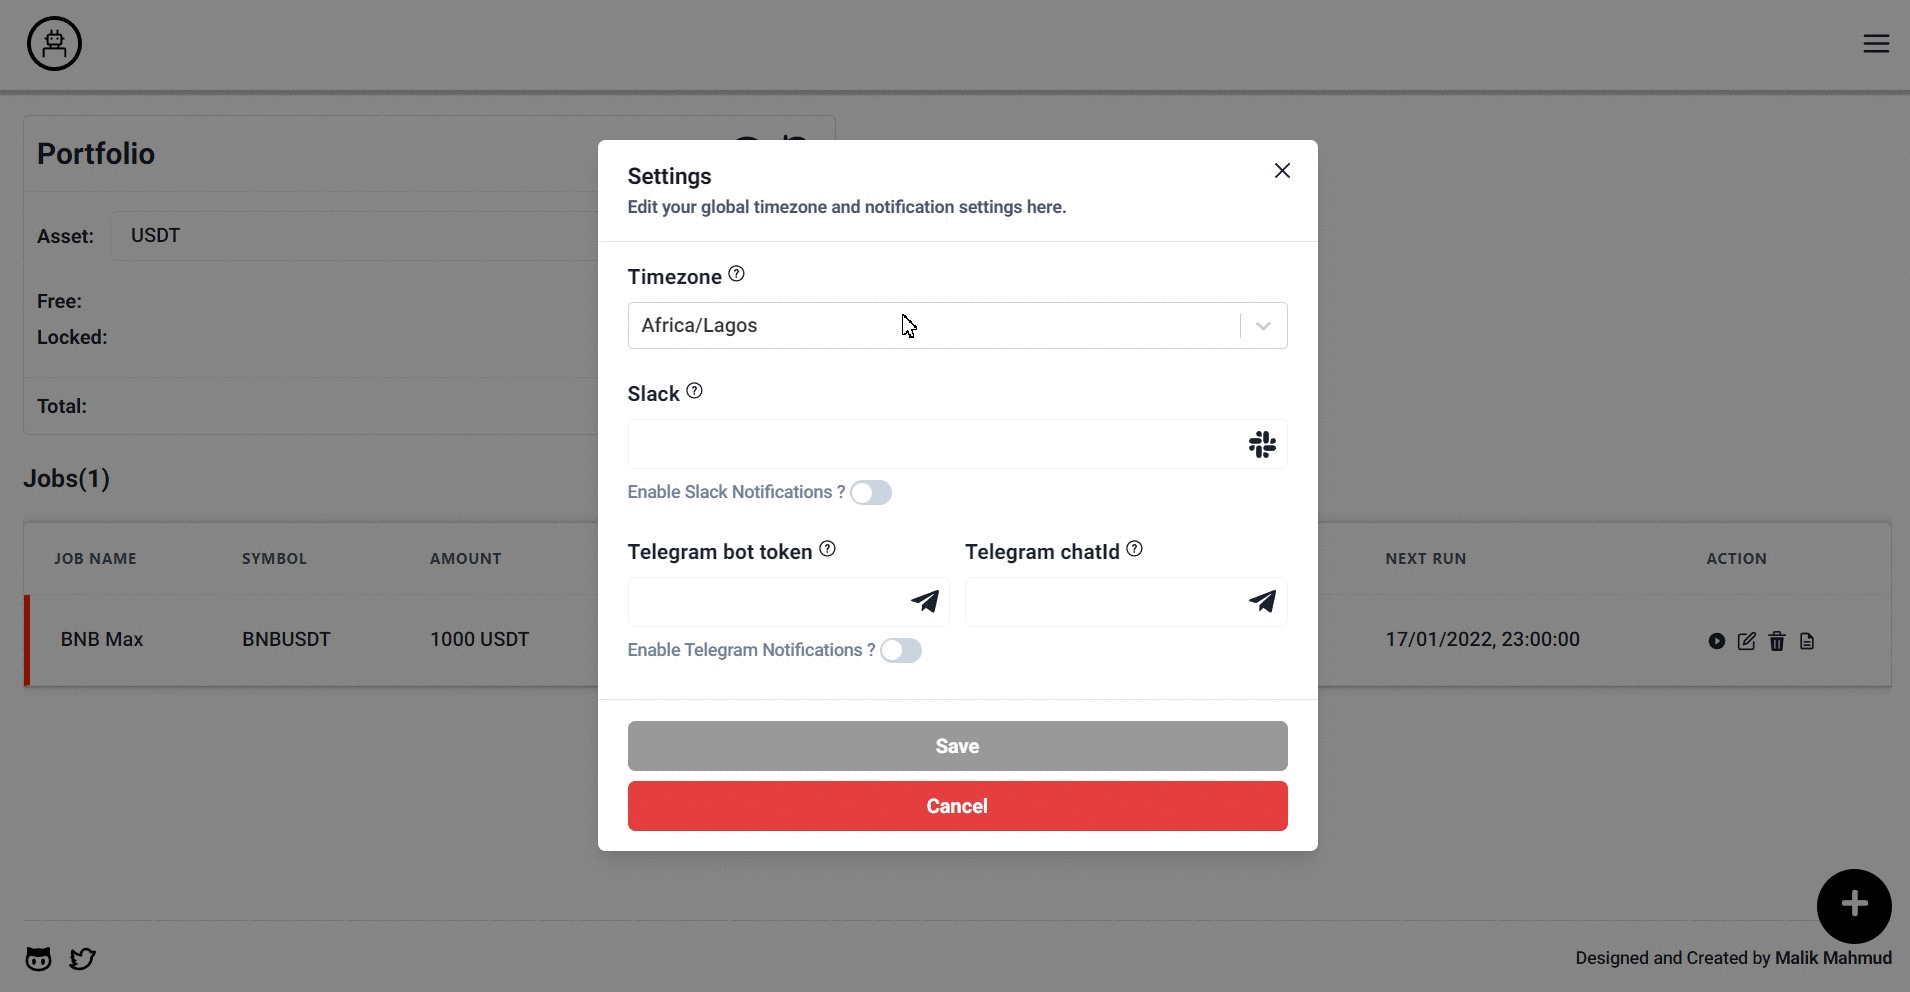 Portfolio
Asset: USDT
Free:
Locked:
Total:
Jobs(1)
JOB NAME SYMBOL AMOUNT NEXT RUN ACTION
BNB Max BNBUSDT 1000 USDT 17/01/2022, 23:00:00
Settings
Edit your global timezone and notification settings here.
Timezone ?
Africa/Lagos
Slack ?
Enable Slack Notifications ?
Telegram bot token ? Telegram chatId ?
Enable Telegram Notifications ?
Save
Cancel
+
Designed and Created by Malik Mahmud